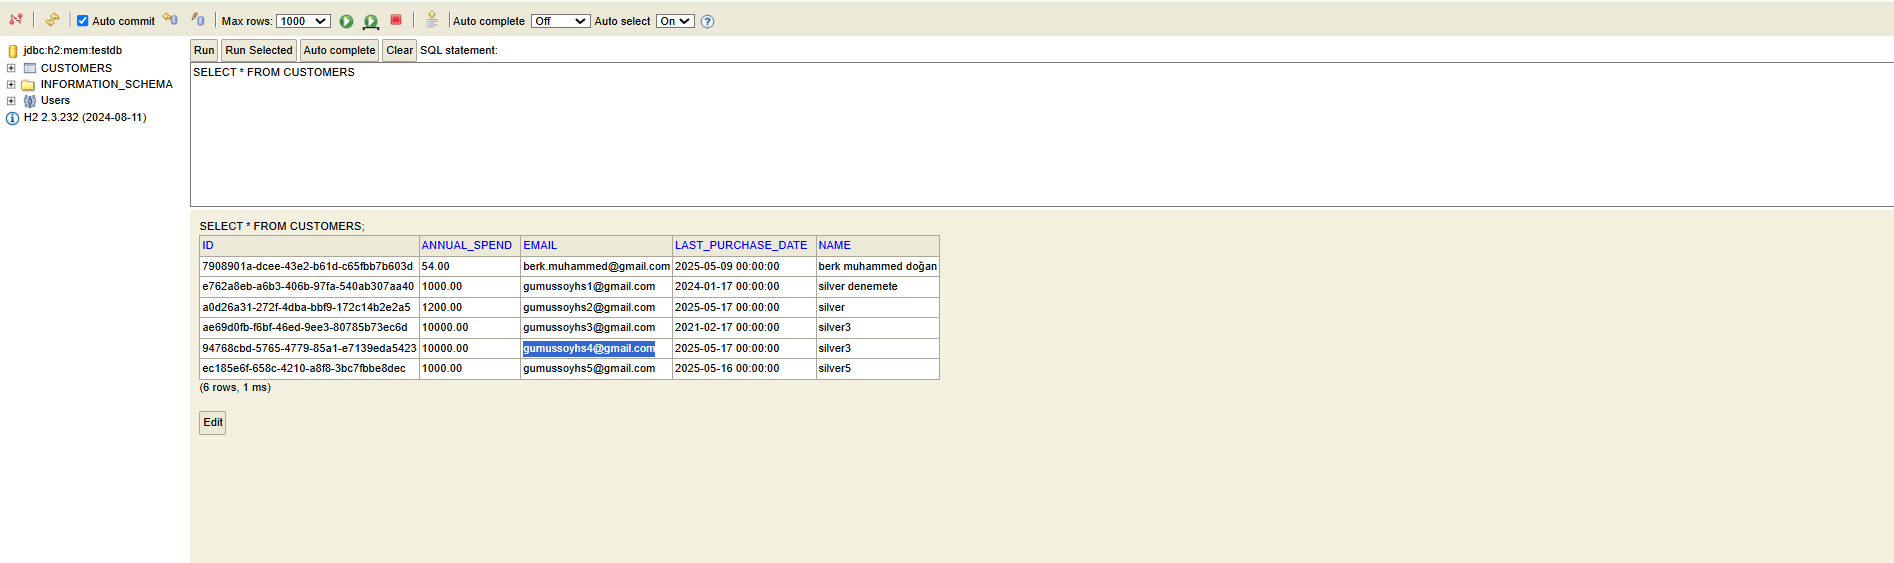 Auto commit Max rows: 1000 Auto complete Off Auto select On
jdbc:h2:mem:testdb
CUSTOMERS
INFORMATION_SCHEMA
Users
H2 2.3.232 (2024-08-11)
Run Run Selected Auto complete Clear SQL statement:
SELECT * FROM CUSTOMERS
SELECT * FROM CUSTOMERS;
ID ANNUAL_SPEND EMAIL LAST_PURCHASE_DATE NAME
7908901a-dcee-43e2-b61d-c65fbb7b603d 54.00 berk.muhammed@gmail.com 2025-05-09 00:00:00 berk muhammed doğan
e762a8eb-a6b3-406b-97fa-540ab307aa40 1000.00 gumussoyhs1@gmail.com 2024-01-17 00:00:00 silver denemete
a0d26a31-272f-4dba-bbf9-172c14b2e2a5 1200.00 gumussoyhs2@gmail.com 2025-05-17 00:00:00 silver
ae69d0fb-f6bf-46ed-9ee3-80785b73ec6d 10000.00 gumussoyhs3@gmail.com 2021-02-17 00:00:00 silver3
94768cbd-5765-4779-85a1-e7139eda5423 10000.00 gumussoyhs4@gmail.com 2025-05-17 00:00:00 silver3
ec185e6f-658c-4210-a8f8-3bc7fbbe8dec 1000.00 gumussoyhs5@gmail.com 2025-05-16 00:00:00 silver5
(6 rows, 1 ms)
Edit